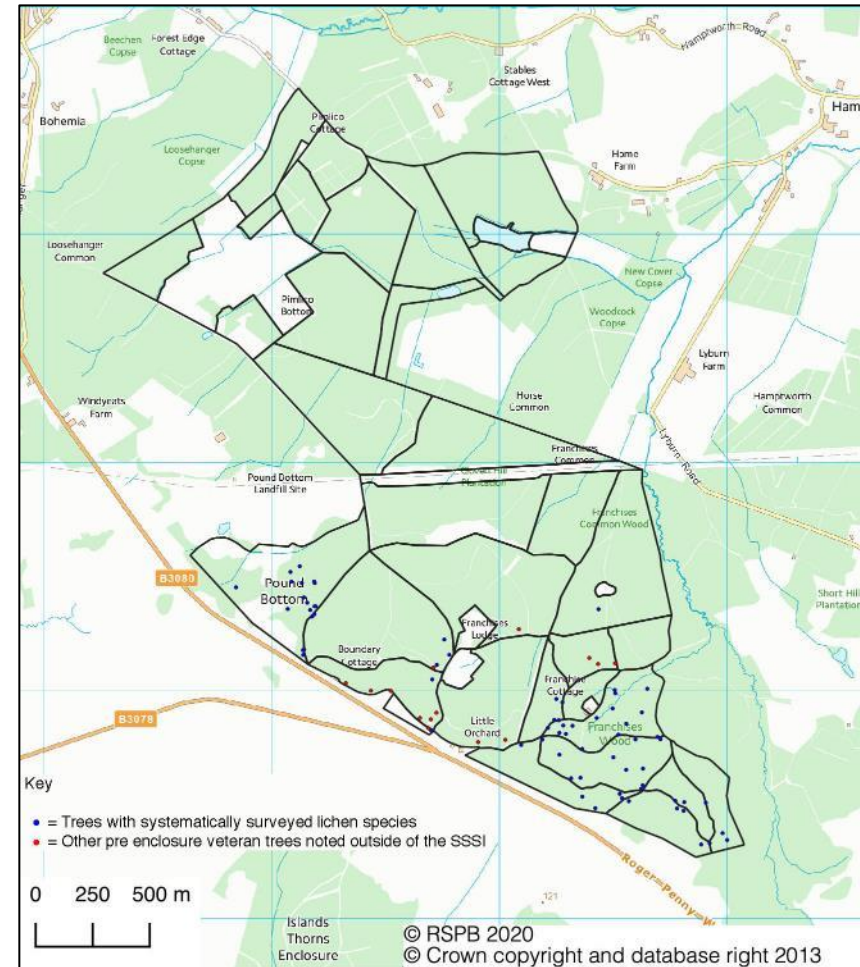 Beechen
Copse
Forest Edge
Cottage
Hamptworth Road
Stables
Cottage West
Bohemia
Pimlico
Cottage
Ham
Loosehanger
Copse
Home
Farm
Loosehanger
Common
New Cover
Copse
Pimlico
Bottom
Woodcock
Copse
Lyburn
Farm
Windyeats
Farm
Horse
Common
Hamptworth
Common
Lyburn Road
Franchises
Common
Pound Bottom
Landfill Site
Plantation
Franchises
Common Wood
B3080
Pound
Bottom
Short Hill
Plantation
Franchises
Lodge
Boundary
Cottage
Franchise
Cottage
B3078
Little
Orchard
Franchises
Wood
Key
• = Trees with systematically surveyed lichen species
• = Other pre enclosure veteran trees noted outside of the SSSI
Roger Penny W
0 250 500 m
121
Islands
Thorns
Enclosure
© RSPB 2020
© Crown copyright and database right 2013